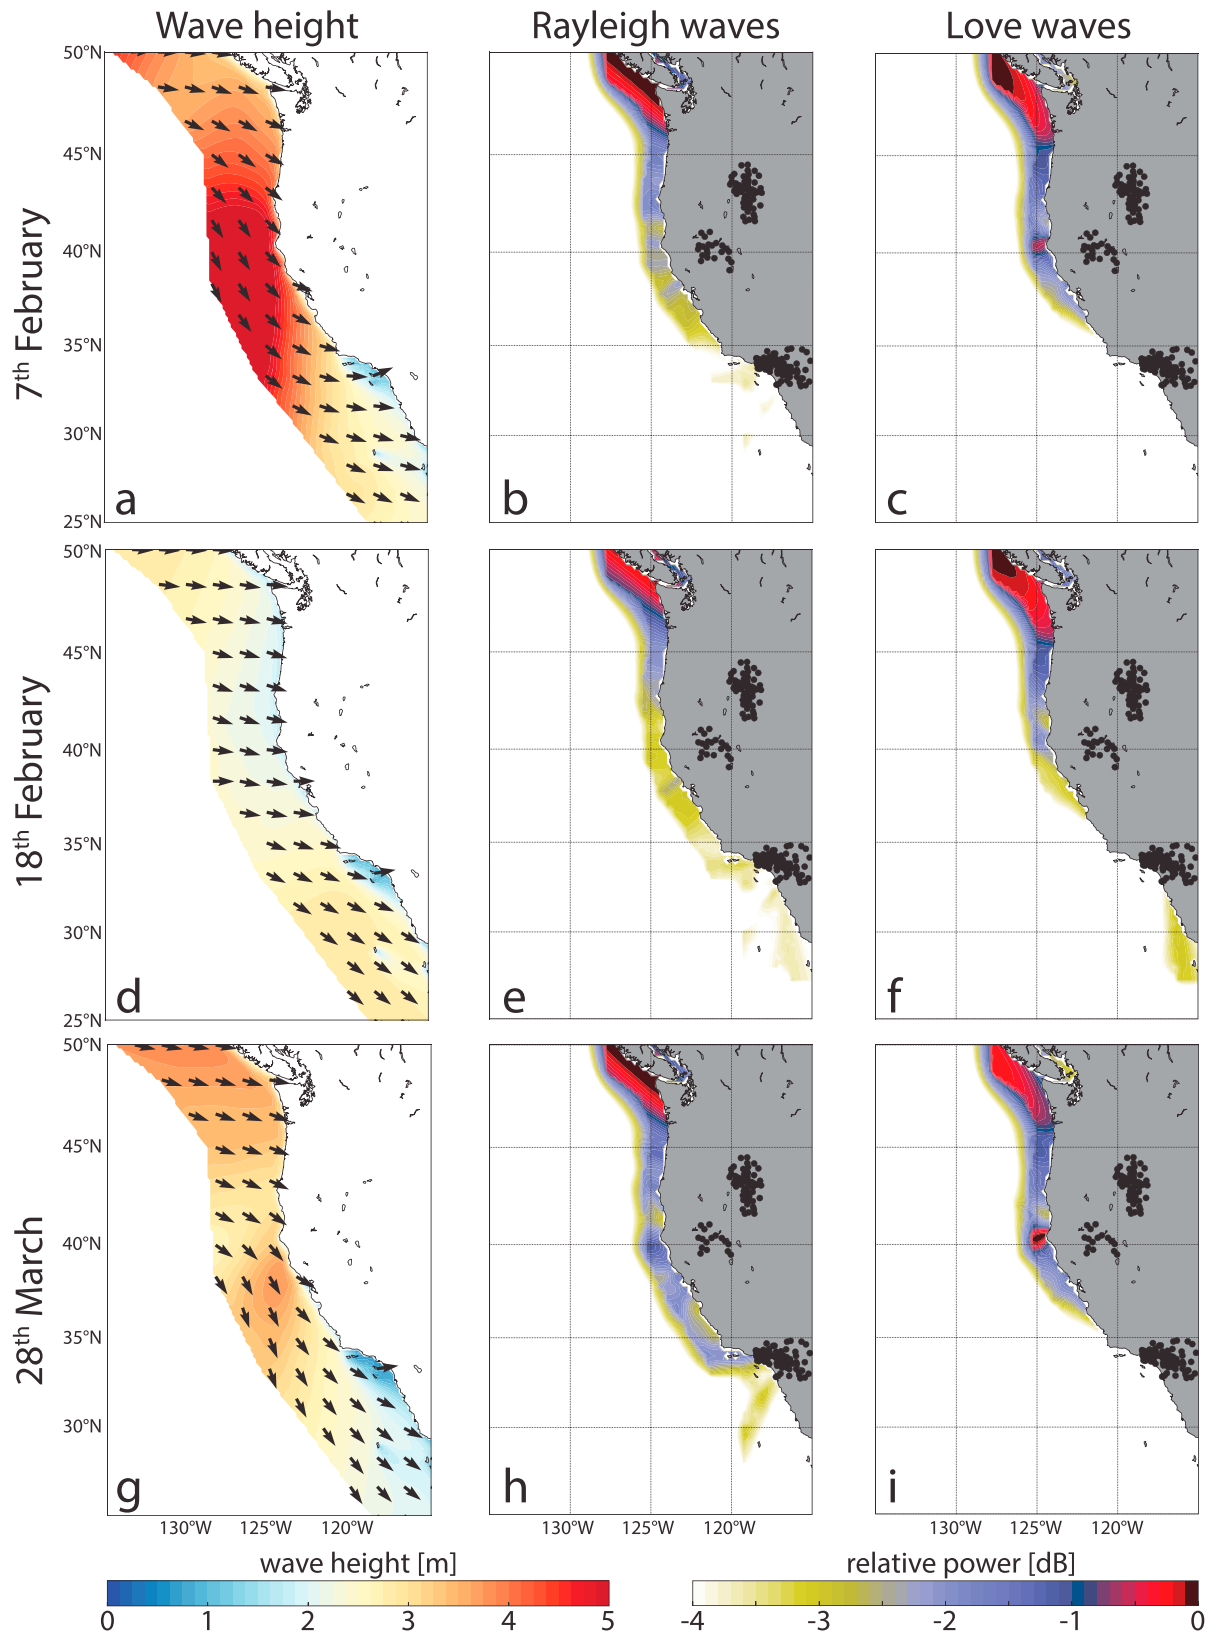 Wave height Rayleigh waves Love waves
50°N
45°N
40°N
35°N
30°N
25°N
7th February
a b c
50°N
45°N
40°N
35°N
30°N
25°N
18th February
d e f
50°N
45°N
40°N
35°N
30°N
28th March
g h i
130°W 125°W 120°W 130°W 125°W 120°W 130°W 125°W 120°W
wave height [m] relative power [dB]
0 1 2 3 4 5 -4 -3 -2 -1 0